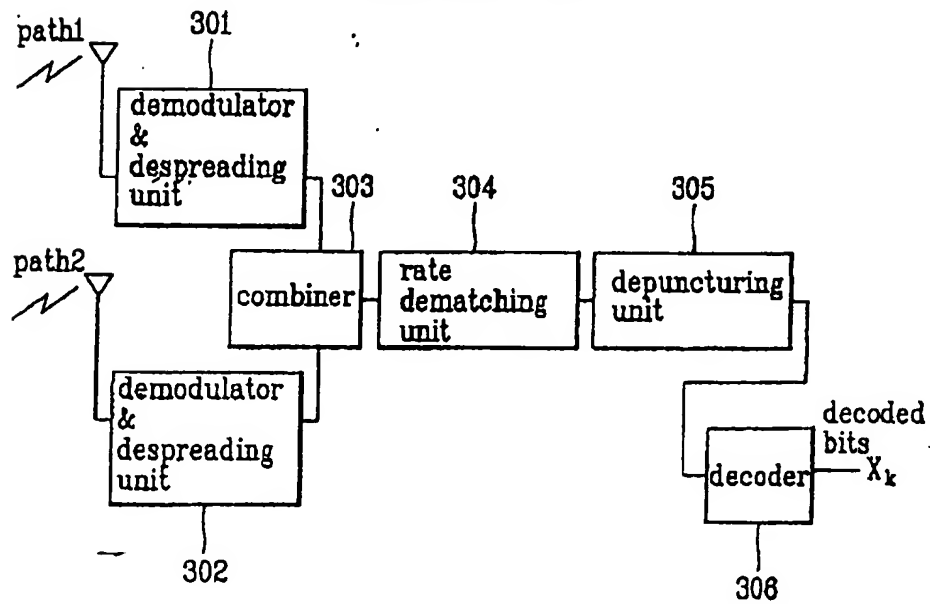 path1
301
demodulator
&
despreading
unit
path2
303
304
305
combiner
rate
dematching
unit
depuncturing
unit
demodulator
&
despreading
unit
302
decoder
decoded
bits
Xk
306